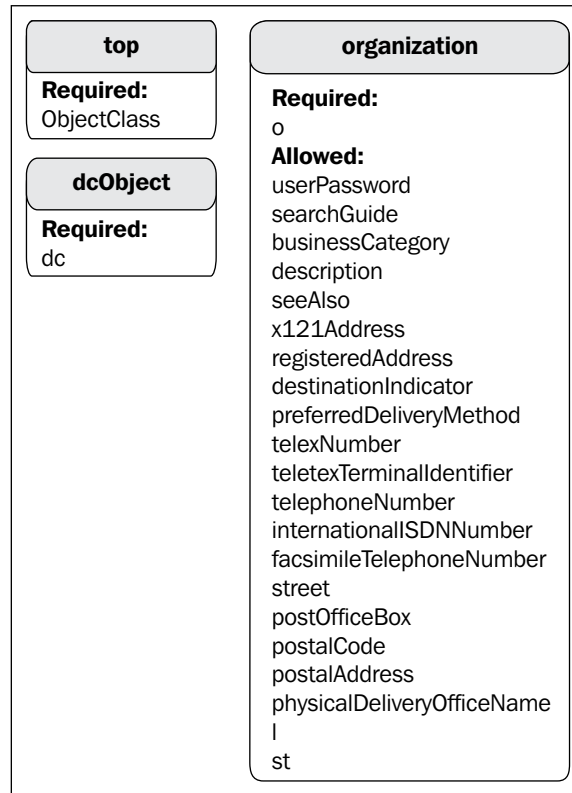 top
Required:
ObjectClass
dcObject
Required:
dc
organization
Required:
o
Allowed:
userPassword
searchGuide
businessCategory
description
seeAlso
x121Address
registeredAddress
destinationIndicator
preferredDeliveryMethod
telexNumber
teletexTerminalIdentifier
telephoneNumber
internationalISDNNumber
facsimileTelephoneNumber
street
postOfficeBox
postalCode
postalAddress
physicalDeliveryOfficeName
l
st